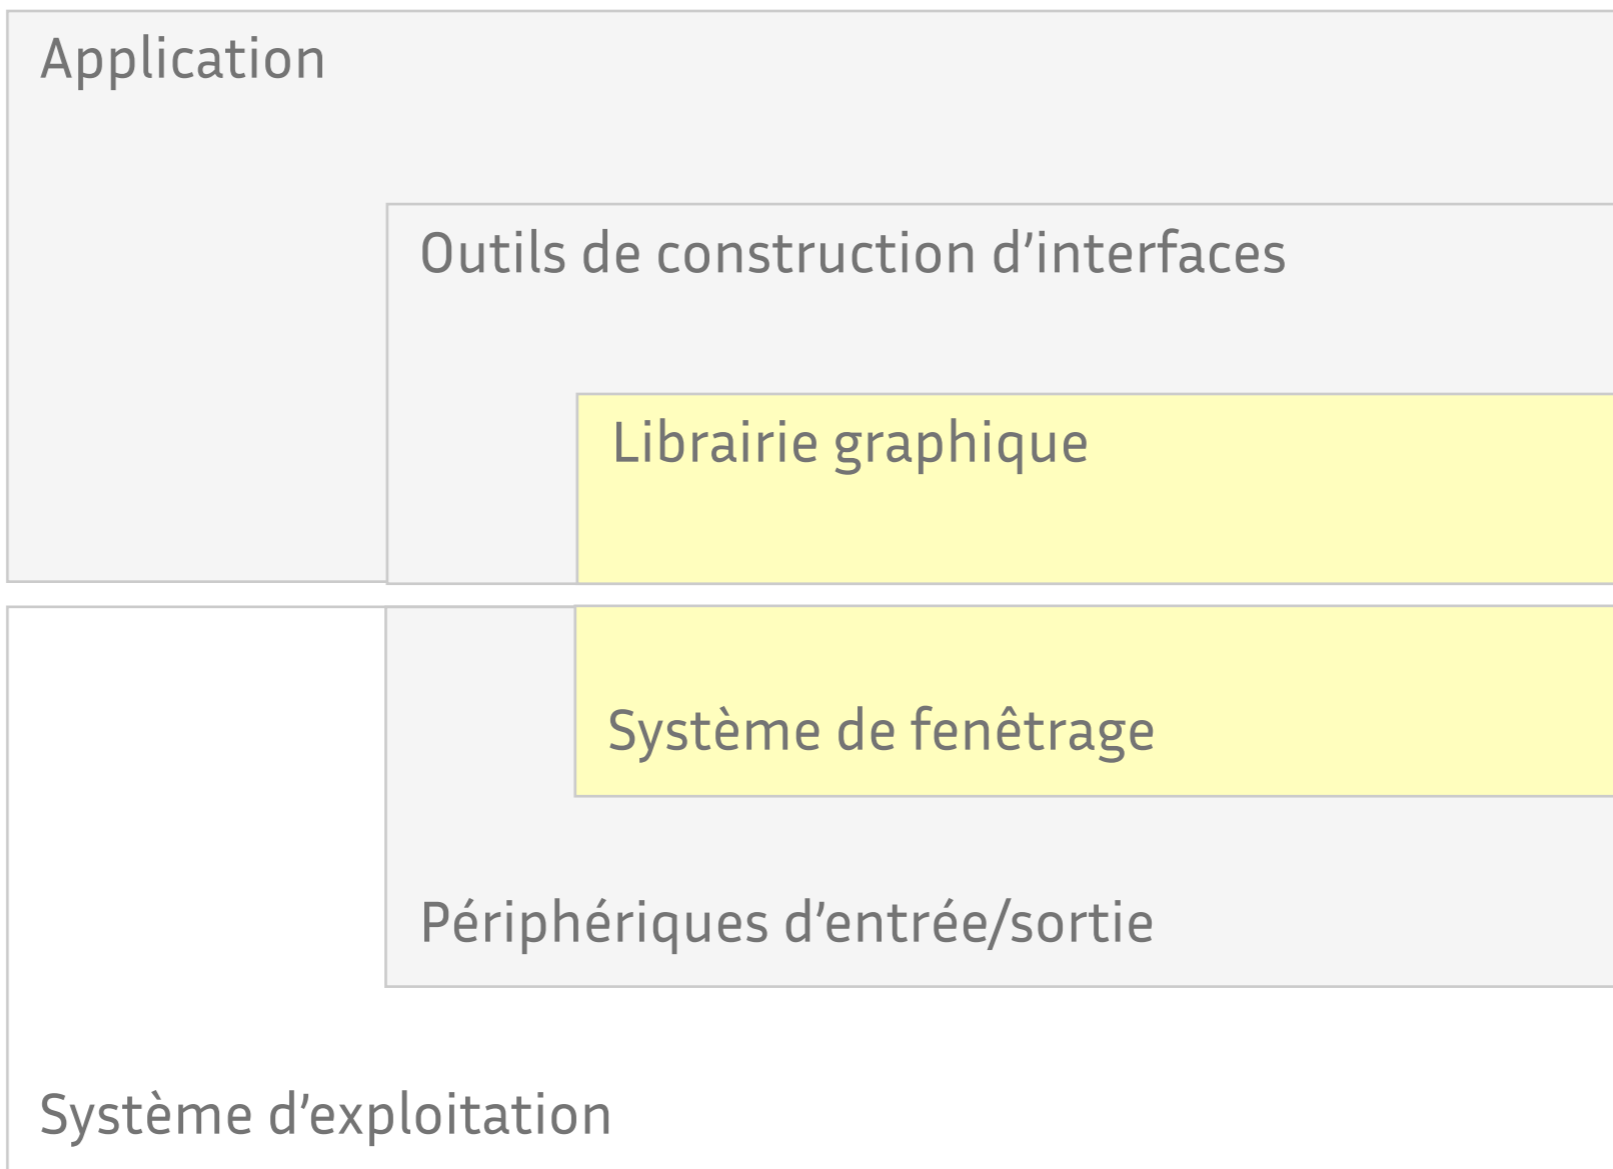 Application
Outils de construction d’interfaces
Librairie graphique
Système de fenêtrage
Périphériques d’entrée/sortie
Système d’exploitation